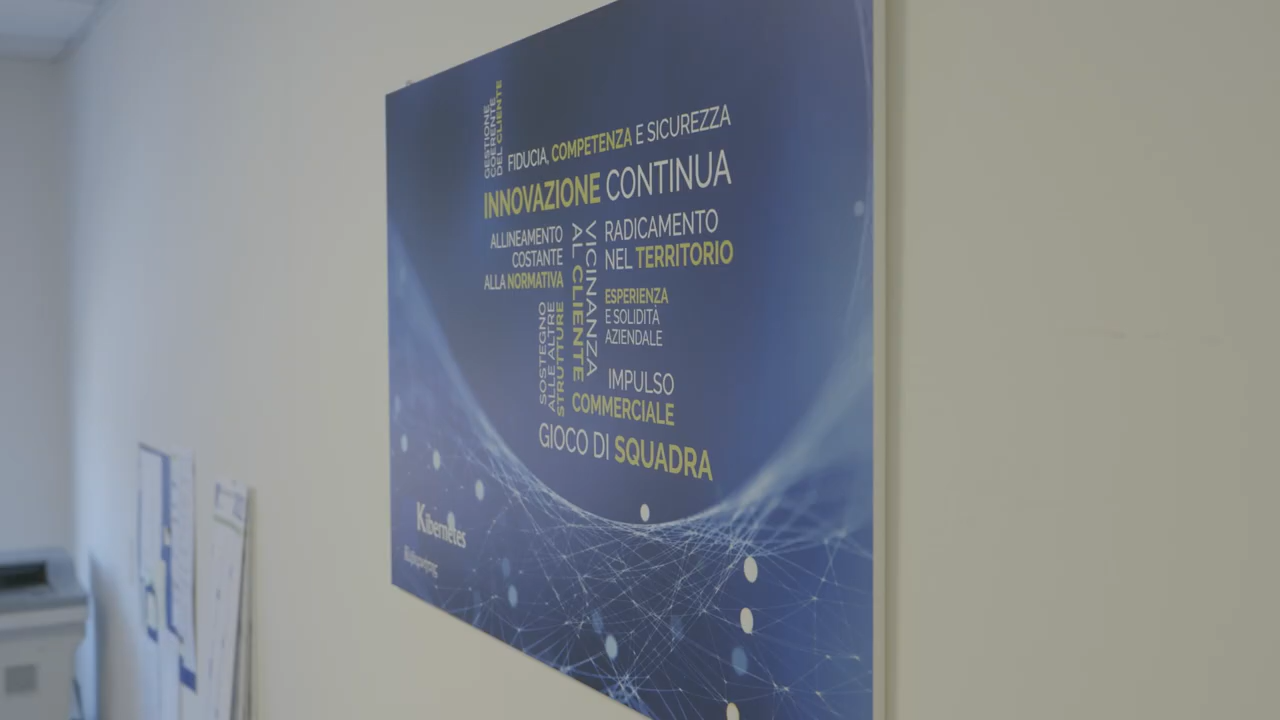 GESTIONE
COERENTE
DEL CLIENTE
FIDUCIA, COMPETENZA E SICUREZZA
INNOVAZIONE CONTINUA
ALLINEAMENTO
COSTANTE
ALLA NORMATIVA
VICINANZA
AL CLIENTE
RADICAMENTO
NEL TERRITORIO
ESPERIENZA
E SOLIDITÀ
AZIENDALE
SOSTEGNO
ALLE ALTRE
STRUTTURE
IMPULSO
COMMERCIALE
GIOCO DI SQUADRA
Kibernetes